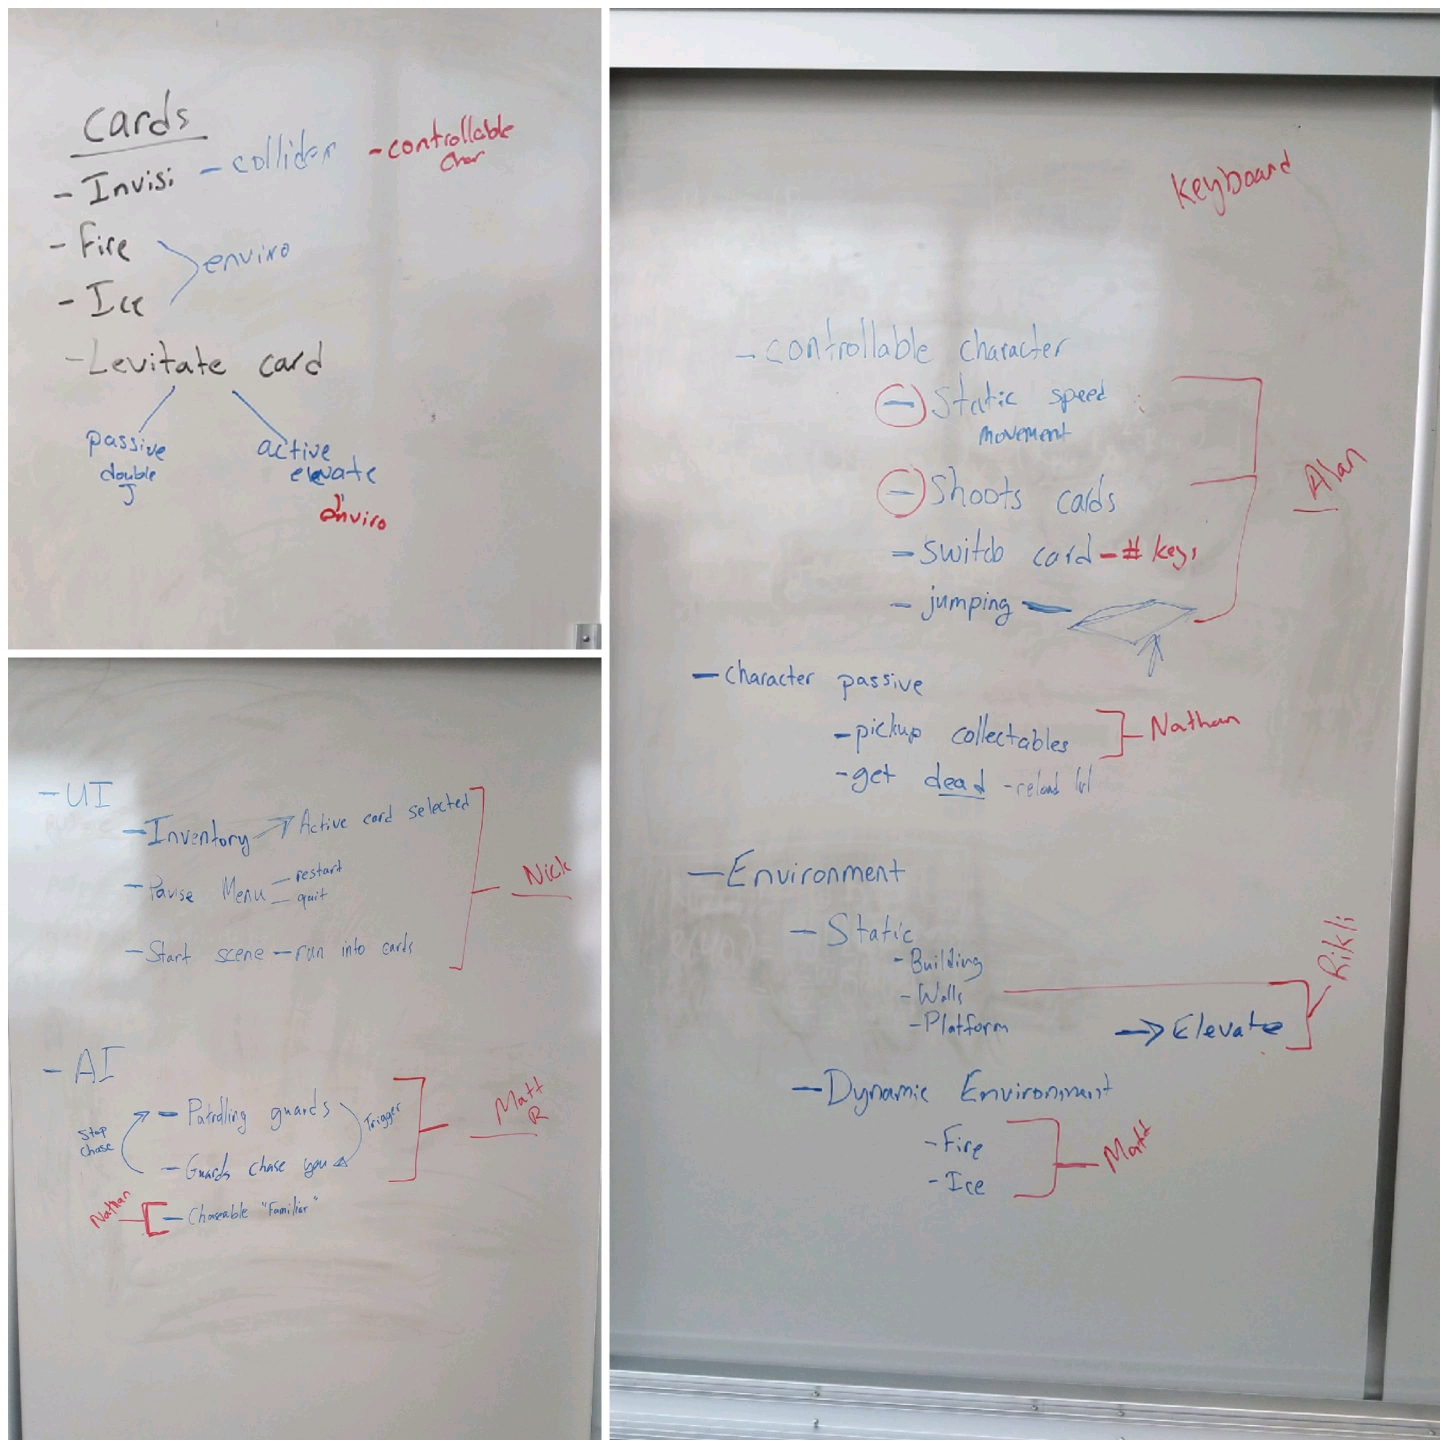 cards
- Invisi - collider - controllable
char
- Fire
enviro
- Ice
- Levitate card
passive
double
J
active
elevate
enviro
- UI
- Inventory → Active card selected
- Pause Menu - restart
- quit
- Start scene - run into cards
Nick
- AI
- Patrolling guards
Trigger
Stop
chase
- Guards chase you
Matt
R
Nathan
- Chaseable "Familiar"
Keyboard
- controllable character
- Static speed
movement
- Shoots cards
- switch card - # keys
- jumping
Alan
- character passive
- pickup collectables
Nathan
- get dead - reload lvl
- Environment
- Static
- Building
- Walls
- Platform
→ Elevate
Rikli
- Dynamic Environment
- Fire
- Ice
Matt